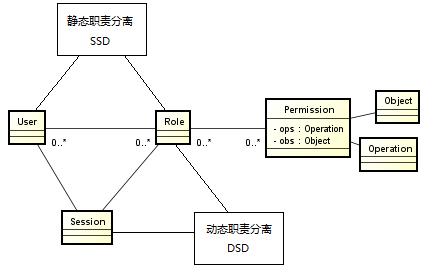 静态职责分离
SSD
User
0..*
0..*
Role
0..*
0..*
Permission
- ops : Operation
- obs : Object
Object
Operation
Session
动态职责分离
DSD